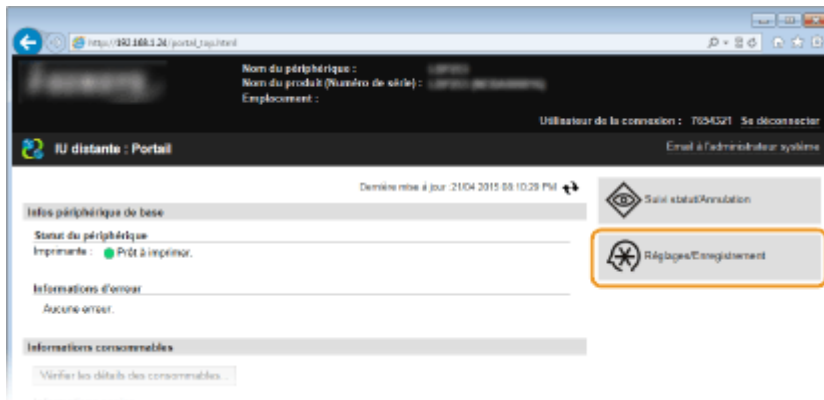 http://192.168.1.24/portal_top.html
Nom du périphérique :
Nom du produit (Numéro de série) :
Emplacement :
Utilisateur de la connexion : 7654321 Se déconnecter
IU distante : Portail
Email à l'administrateur système
Dernière mise à jour :21/04 2015 08:10:29 PM
Suivi statut/Annulation
Infos périphérique de base
Statut du périphérique
Imprimante : Prêt à imprimer.
Réglages/Enregistrement
Informations d'erreur
Aucune erreur.
Informations consommables
Vérifier les détails des consommables...